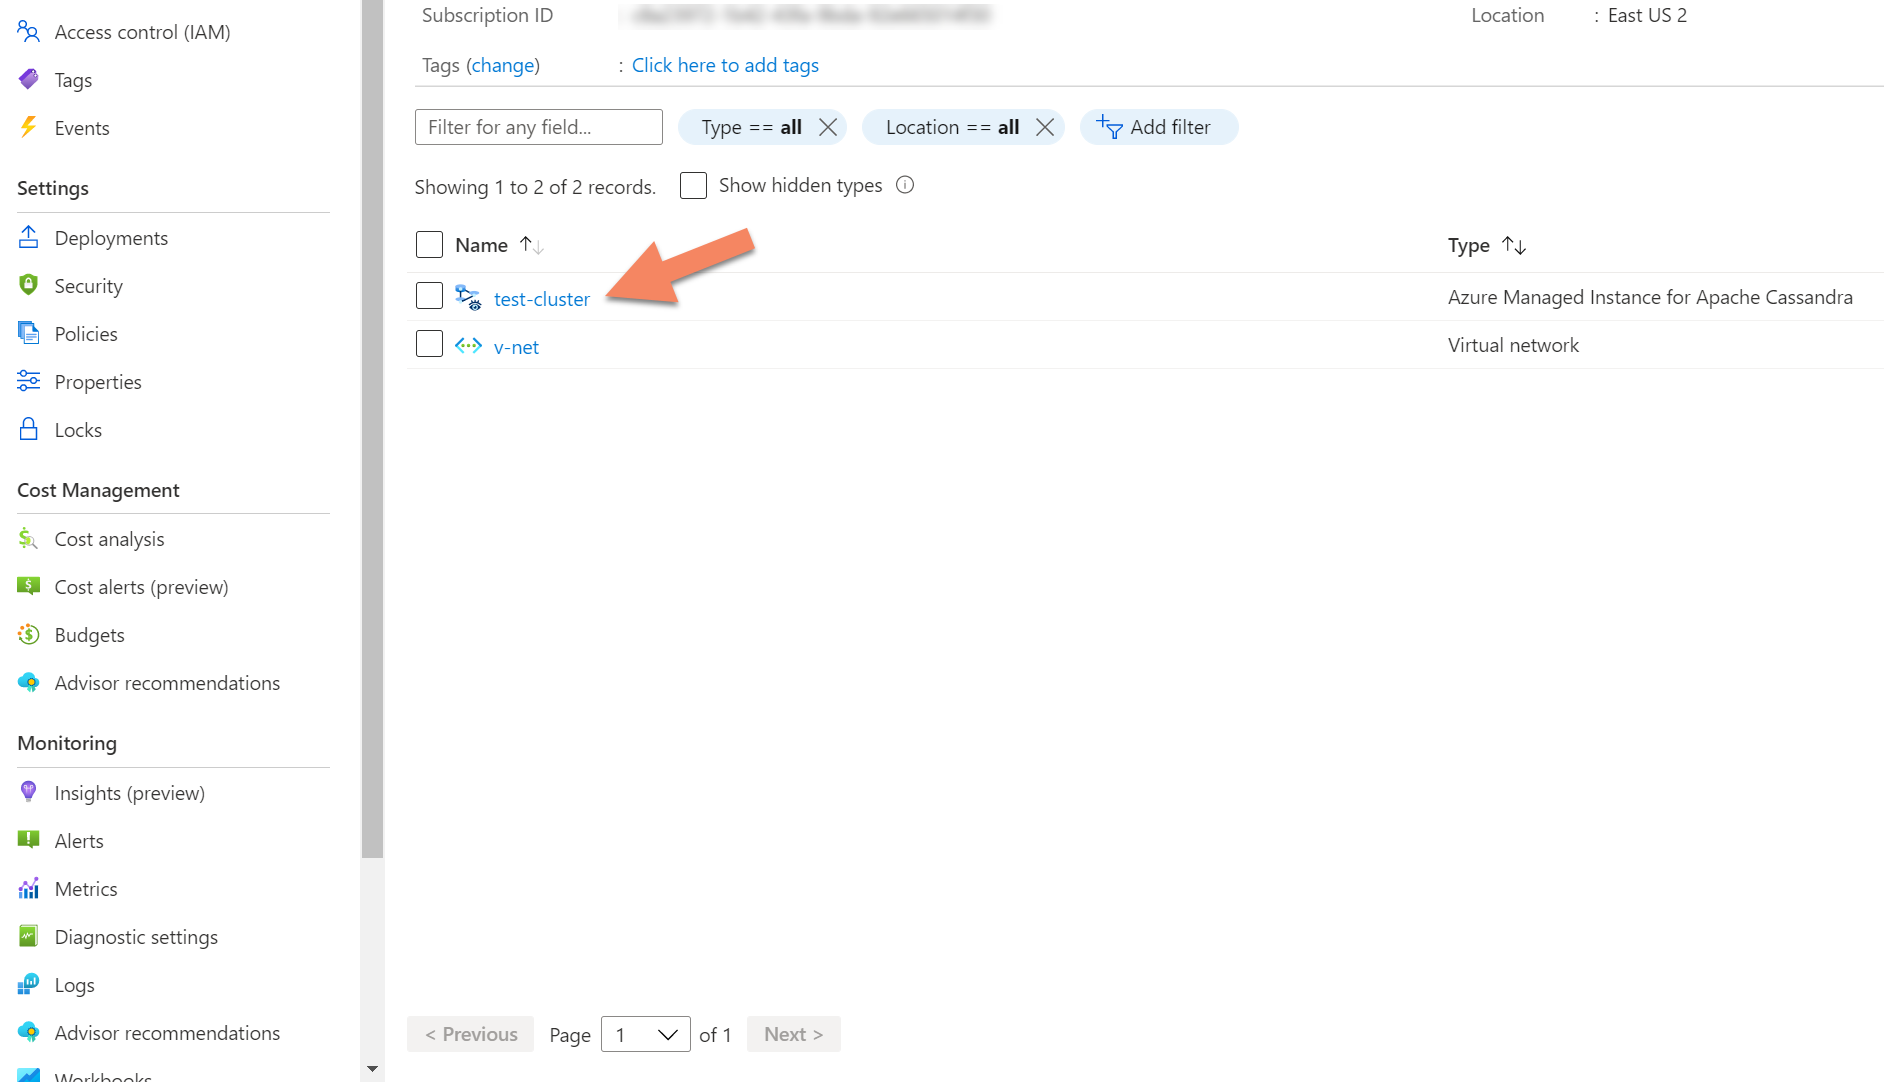 Access control (IAM)
Tags
Events
Settings
Deployments
Security
Policies
Properties
Locks
Cost Management
Cost analysis
Cost alerts (preview)
Budgets
Advisor recommendations
Monitoring
Insights (preview)
Alerts
Metrics
Diagnostic settings
Logs
Advisor recommendations
Workbooks
Subscription ID :
Location : East US 2
Tags (change) : Click here to add tags
Filter for any field... Type == all Location == all Add filter
Showing 1 to 2 of 2 records. Show hidden types
Name Type
test-cluster Azure Managed Instance for Apache Cassandra
v-net Virtual network
< Previous Page 1 of 1 Next >